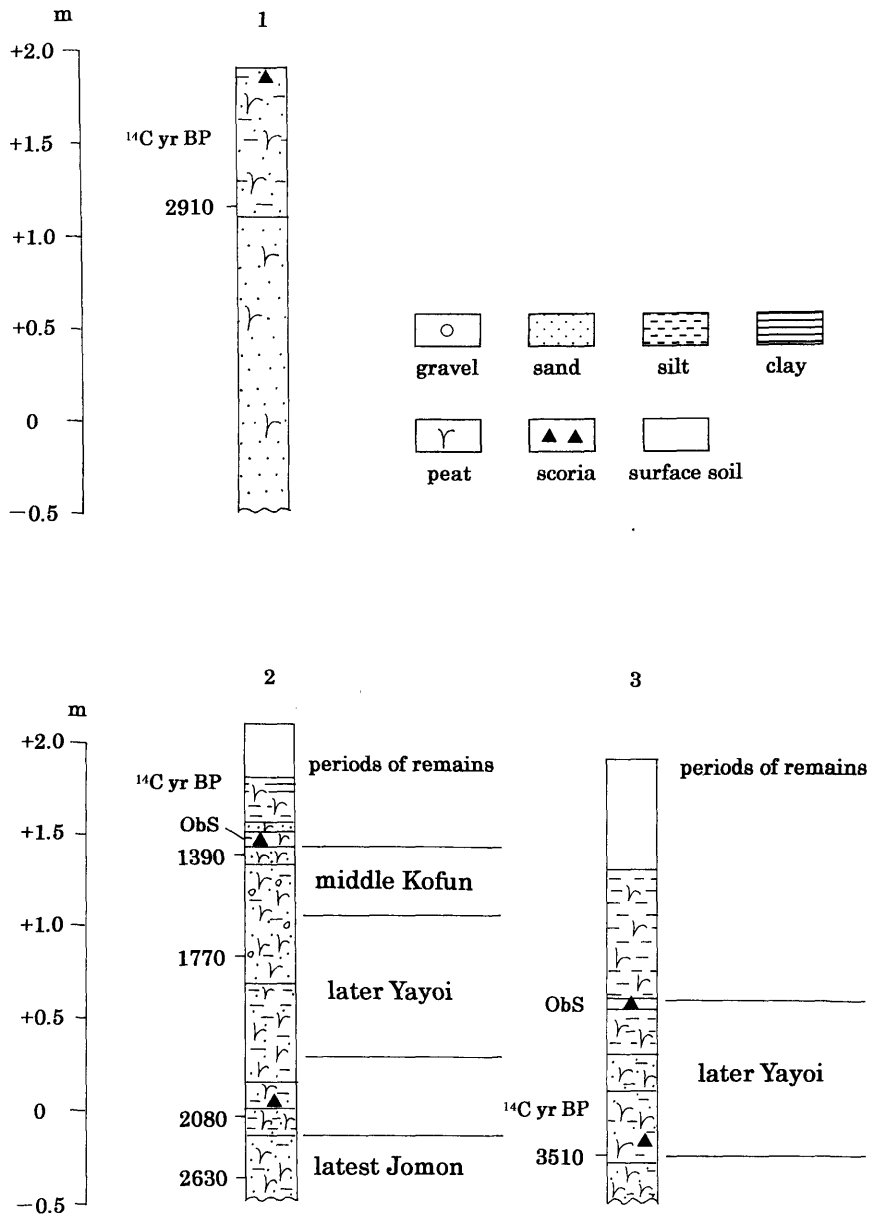 m
1
+2.0
¹⁴C yr BP
+1.5
2910
+1.0
+0.5
0
−0.5
gravel sand silt clay
peat scoria surface soil
2
m
+2.0
periods of remains
¹⁴C yr BP
ObS
+1.5
1390
middle Kofun
+1.0
1770
later Yayoi
+0.5
0
2080
latest Jomon
2630
−0.5
3
periods of remains
ObS
later Yayoi
¹⁴C yr BP
3510